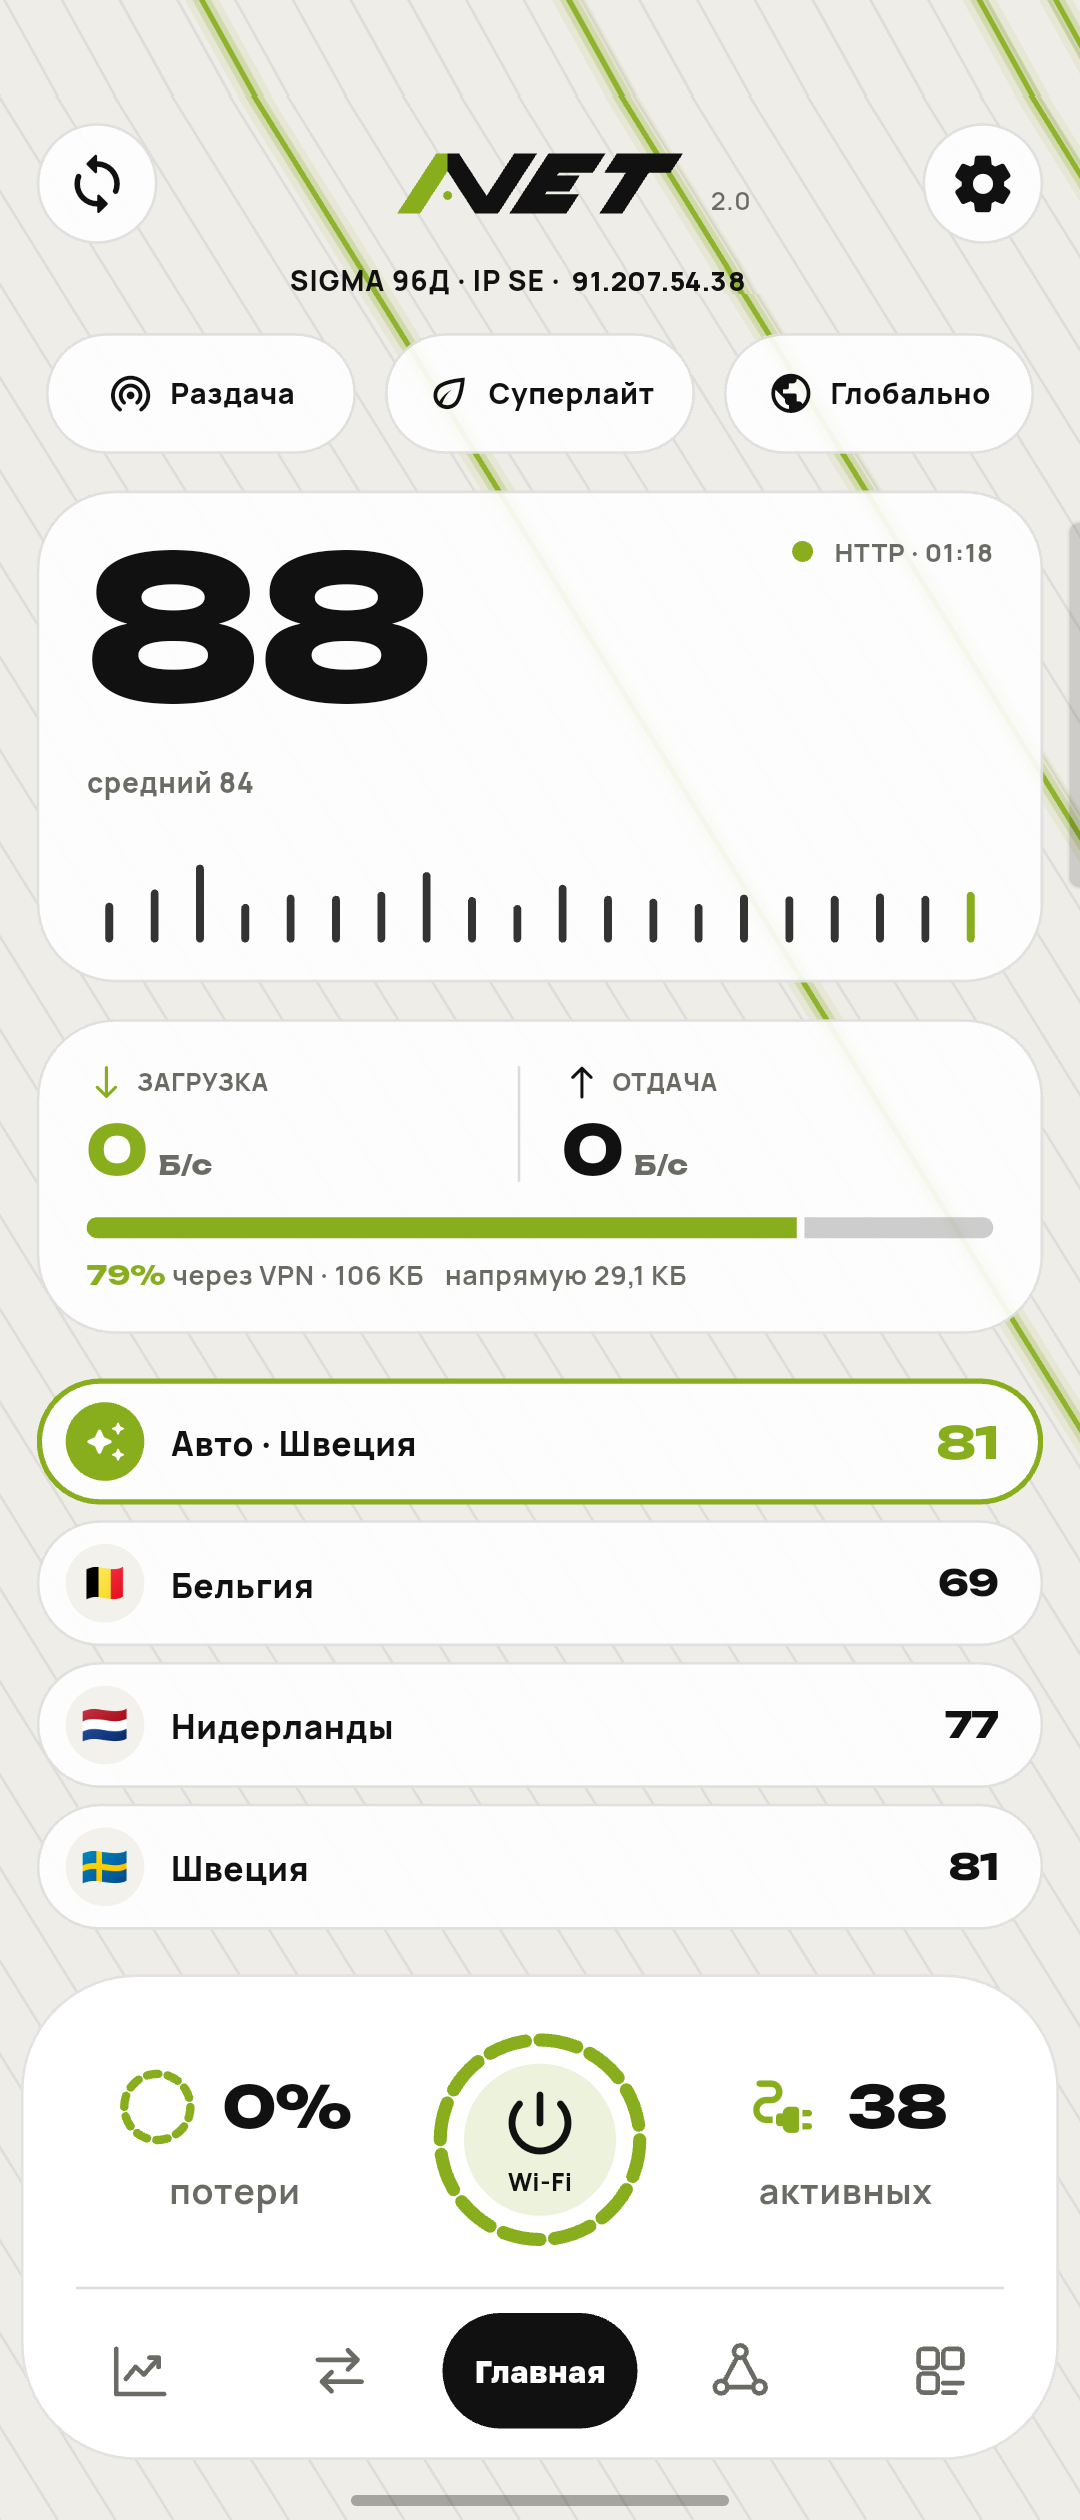 NET 2.0
SIGMA 96Д · IP SE · 91.207.54.38
Раздача
Суперлайт
Глобально
88
HTTP · 01:18
средний 84
ЗАГРУЗКА
0 Б/с
ОТДАЧА
0 Б/с
79% через VPN · 106 КБ напрямую 29,1 КБ
Авто · Швеция 81
Бельгия 69
Нидерланды 77
Швеция 81
0%
потери
Wi-Fi
38
активных
Главная